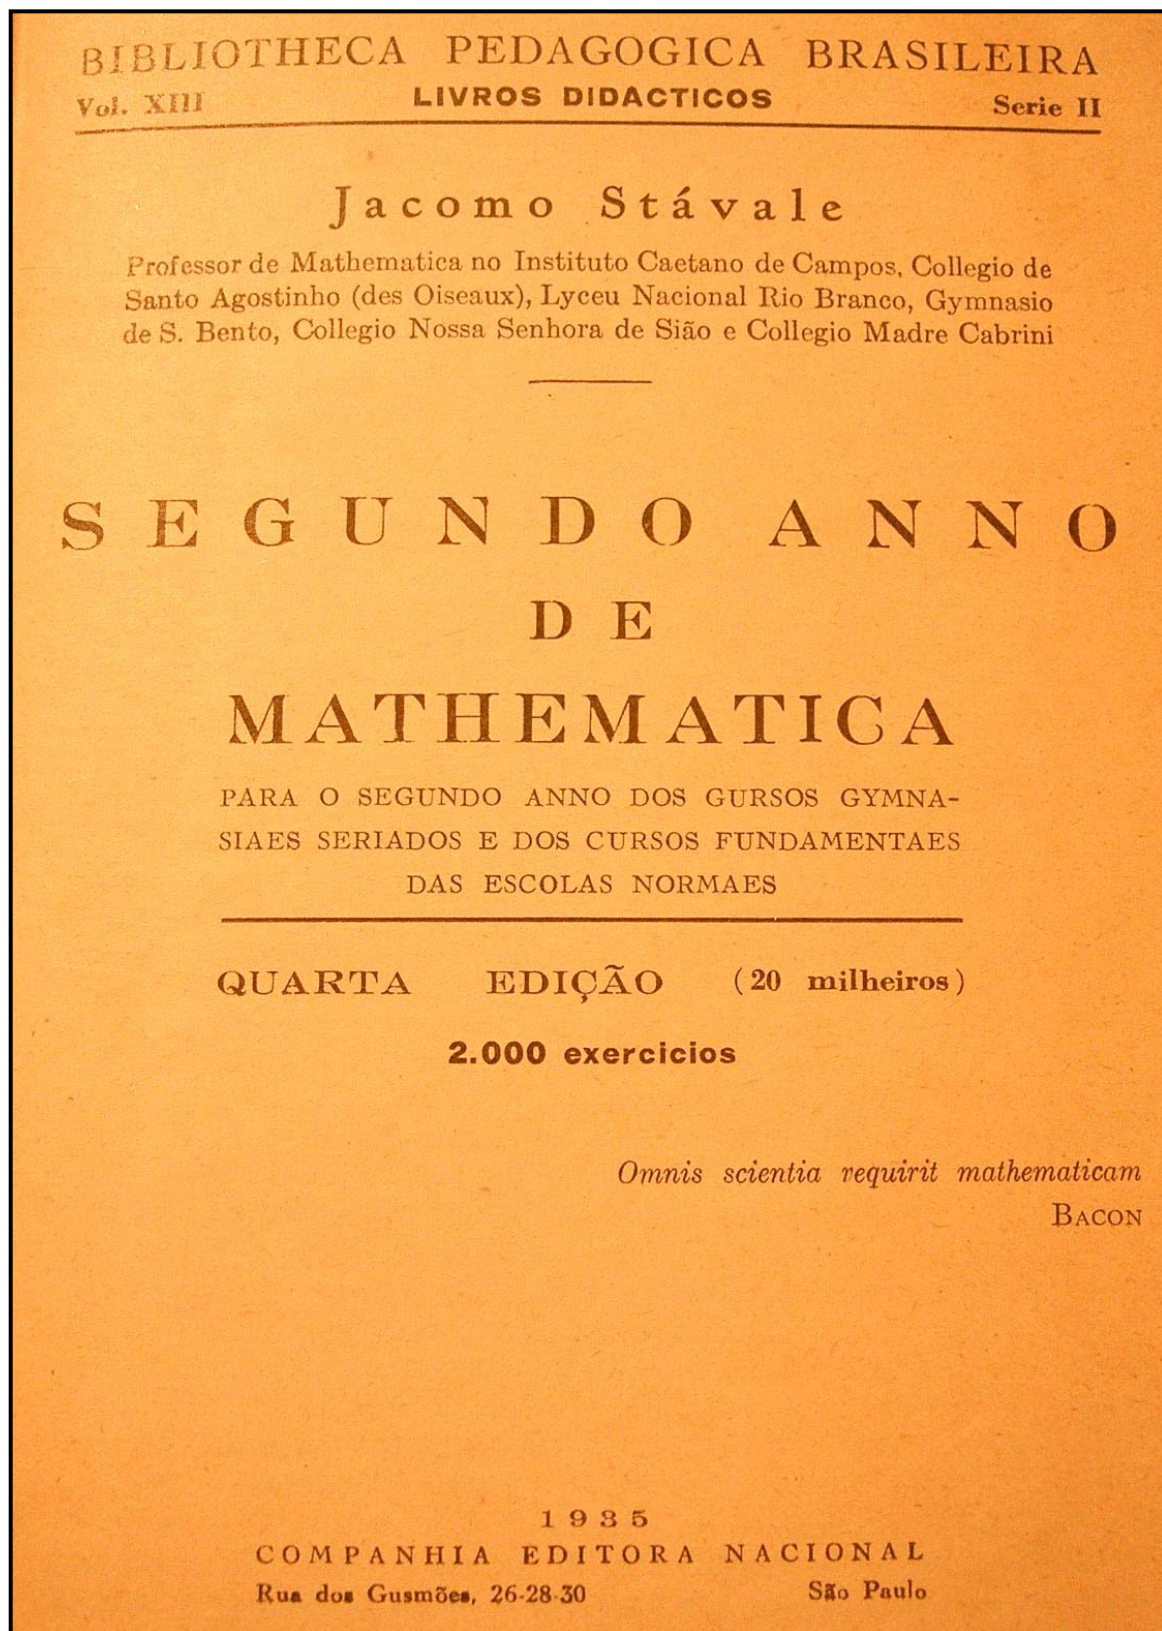 BIBLIOTHECA PEDAGOGICA BRASILEIRA
Vol. XIII LIVROS DIDACTICOS Serie II
Jacomo Stávale
Professor de Mathematica no Instituto Caetano de Campos, Collegio de
Santo Agostinho (des Oiseaux), Lyceu Nacional Rio Branco, Gymnasio
de S. Bento, Collegio Nossa Senhora de Sião e Collegio Madre Cabrini
SEGUNDO ANNO
DE
MATHEMATICA
PARA O SEGUNDO ANNO DOS GURSOS GYMNA-
SIAES SERIADOS E DOS CURSOS FUNDAMENTAES
DAS ESCOLAS NORMAES
QUARTA EDIÇÃO (20 milheiros)
2.000 exercicios
Omnis scientia requirit mathematicam
BACON
1935
COMPANHIA EDITORA NACIONAL
Rua dos Gusmões, 26-28-30 São Paulo